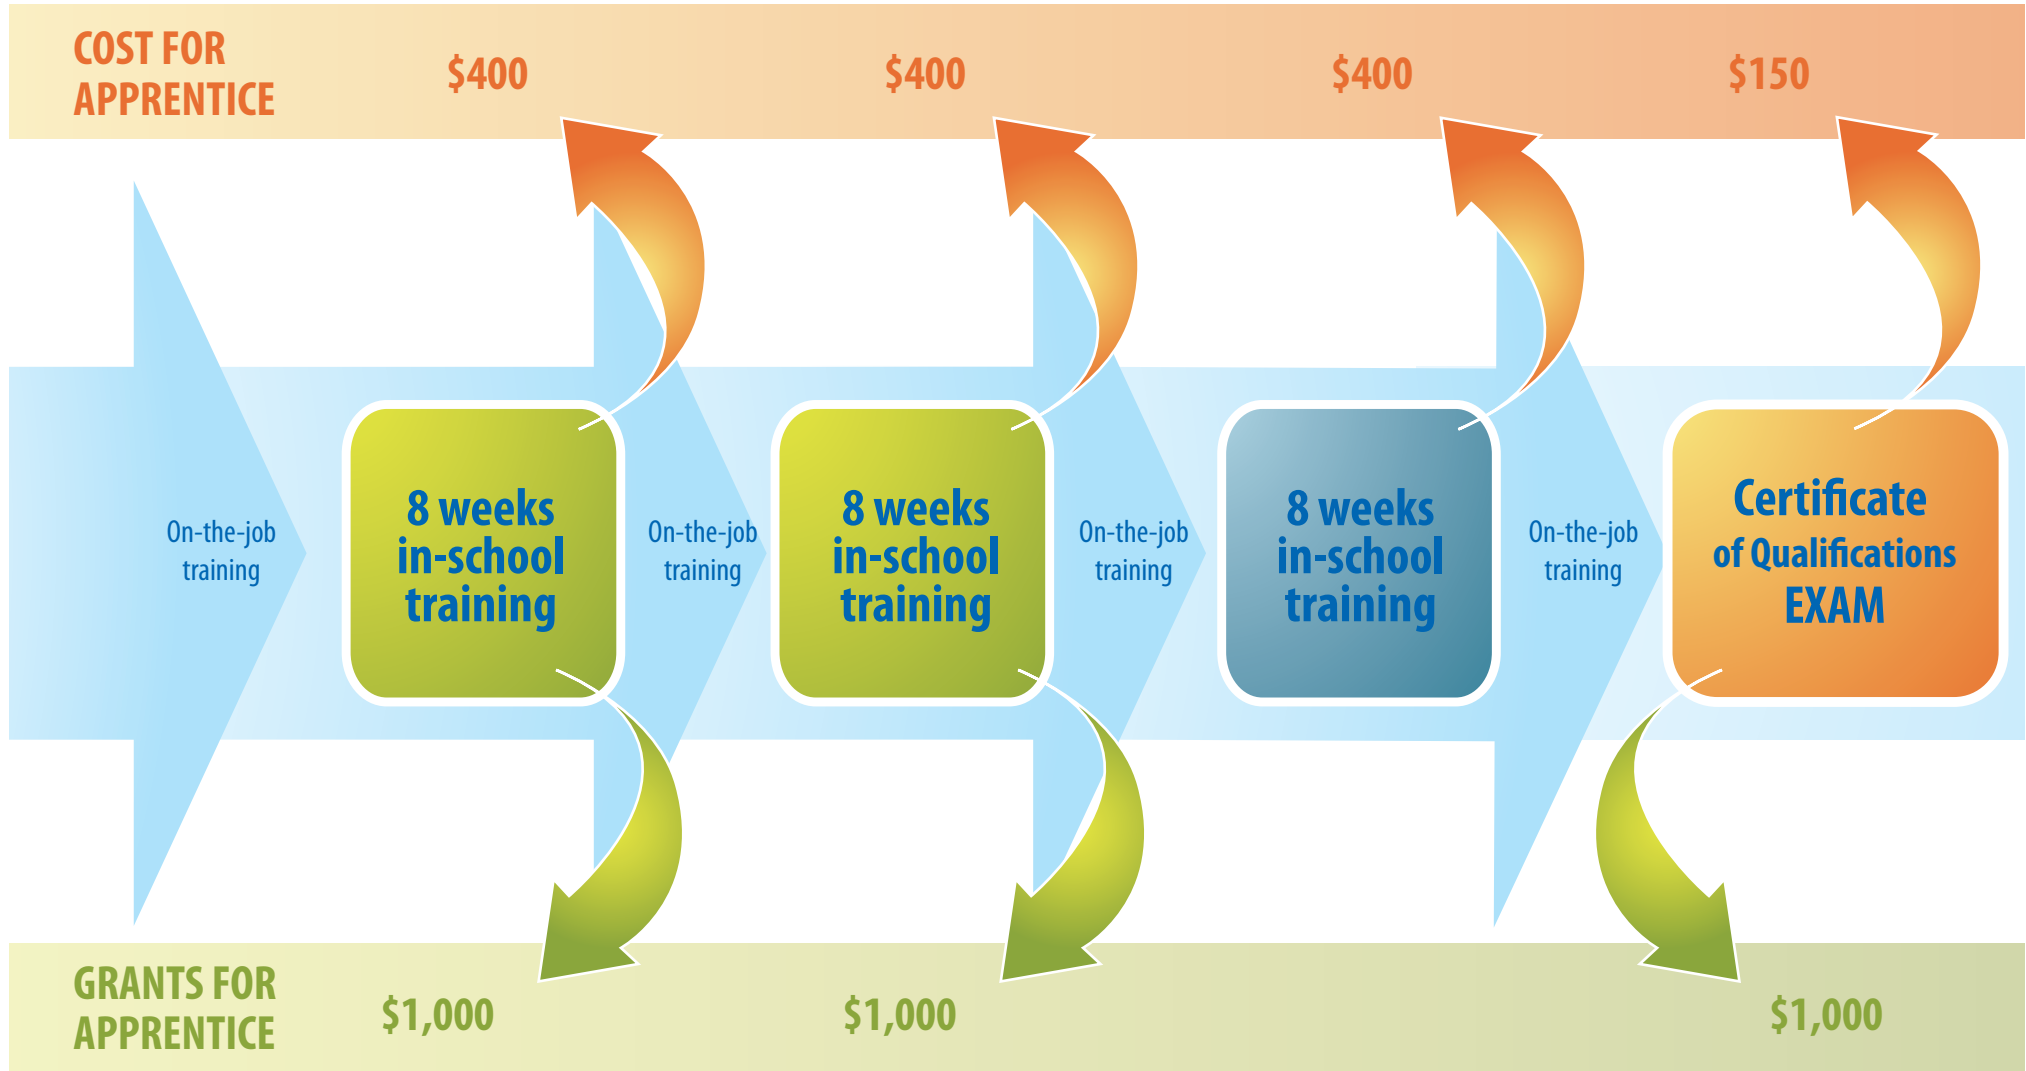 COST FOR
APPRENTICE
$400
$400
$400
$150
On-the-job
training
8 weeks
in-school
training
On-the-job
training
8 weeks
in-school
training
On-the-job
training
8 weeks
in-school
training
On-the-job
training
Certificate
of Qualifications
EXAM
GRANTS FOR
APPRENTICE
$1,000
$1,000
$1,000